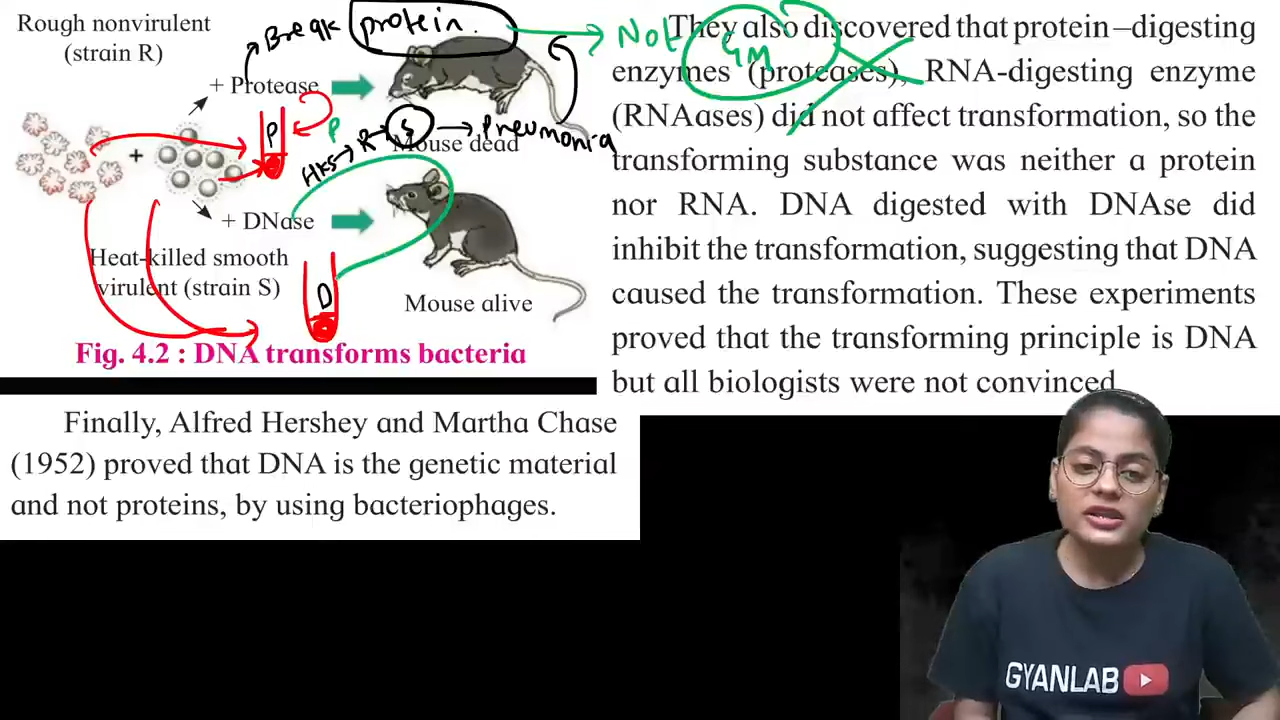 Rough nonvirulent
(strain R)
Break protein.
+ Protease
P
P
HKS → R → S → Pneumonia
Mouse dead
+
+ DNase
Heat-killed smooth
virulent (strain S)
D
Mouse alive
Fig. 4.2 : DNA transforms bacteria
Not GM
They also discovered that protein–digesting
enzymes (proteases), RNA-digesting enzyme
(RNAases) did not affect transformation, so the
transforming substance was neither a protein
nor RNA. DNA digested with DNAse did
inhibit the transformation, suggesting that DNA
caused the transformation. These experiments
proved that the transforming principle is DNA
but all biologists were not convinced
Finally, Alfred Hershey and Martha Chase
(1952) proved that DNA is the genetic material
and not proteins, by using bacteriophages.
GYANLAB